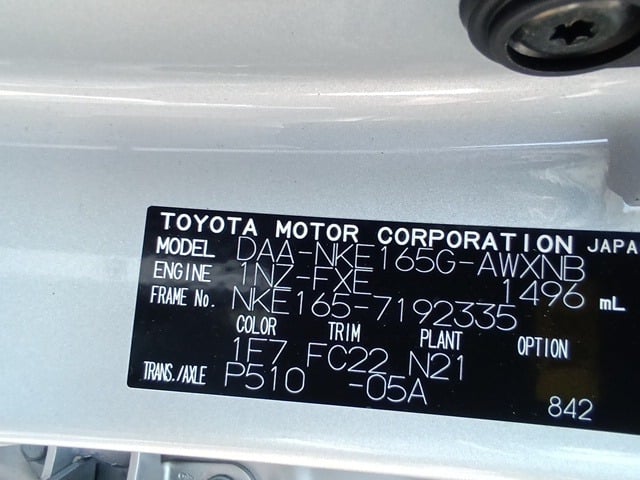 TOYOTA MOTOR CORPORATION JAPA
MODEL DAA-NKE165G-AWXNB
ENGINE 1NZ-FXE 1496 mL
FRAME No. NKE165-7192335
COLOR TRIM PLANT OPTION
1F7 FC22 N21
TRANS./AXLE P510 -05A
842